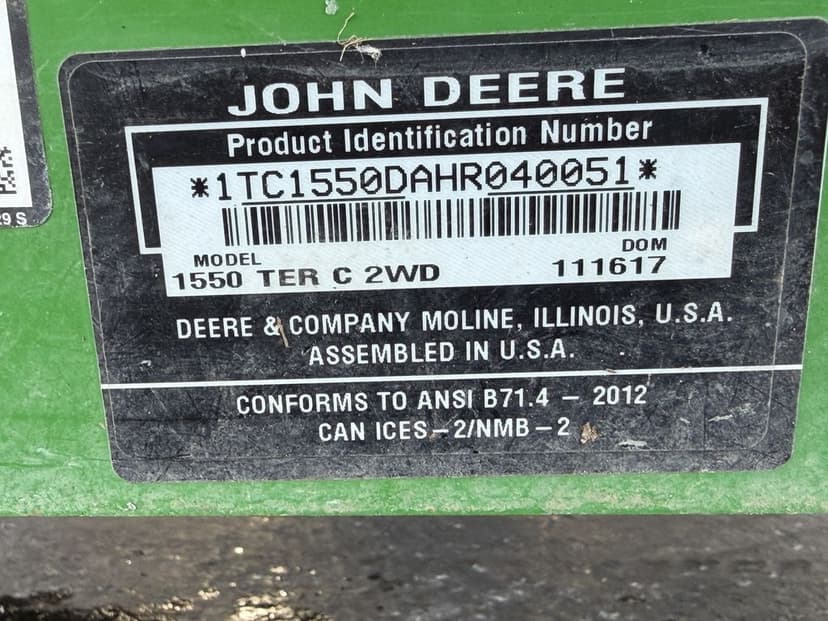 JOHN DEERE
Product Identification Number
*1TC1550DAHR040051*
MODEL DOM
1550 TER C 2WD 111617
DEERE & COMPANY MOLINE, ILLINOIS, U.S.A.
ASSEMBLED IN U.S.A.
CONFORMS TO ANSI B71.4 – 2012
CAN ICES–2/NMB–2
29 S